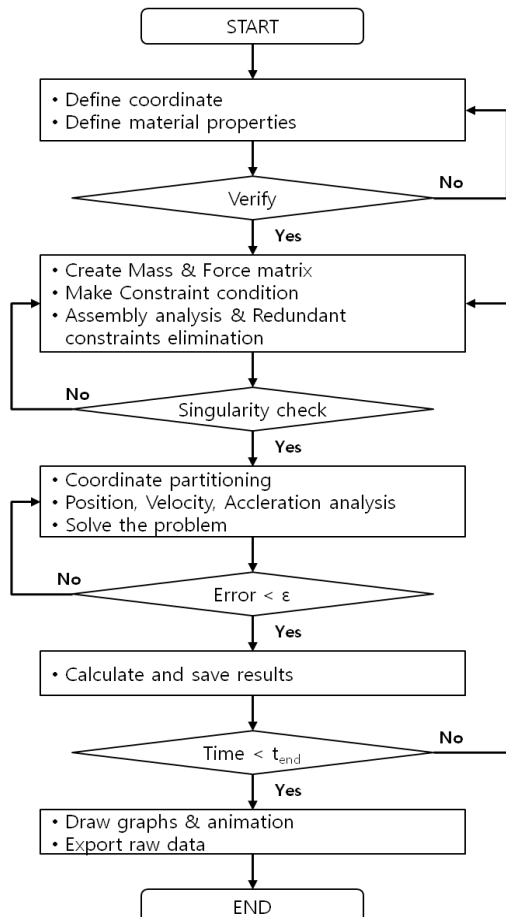 START
• Define coordinate
• Define material properties
No
Verify
Yes
• Create Mass & Force matrix
• Make Constraint condition
• Assembly analysis & Redundant
constraints elimination
No
Singularity check
Yes
• Coordinate partitioning
• Position, Velocity, Accleration analysis
• Solve the problem
No
Error < ε
Yes
• Calculate and save results
No
Time < tend
Yes
• Draw graphs & animation
• Export raw data
END